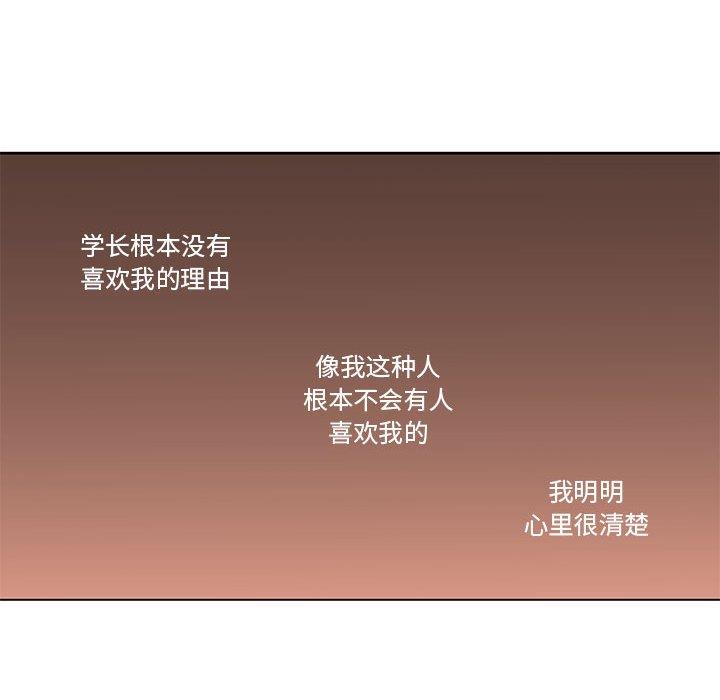 学长根本没有
喜欢我的理由
像我这种人
根本不会有人
喜欢我的
我明明
心里很清楚